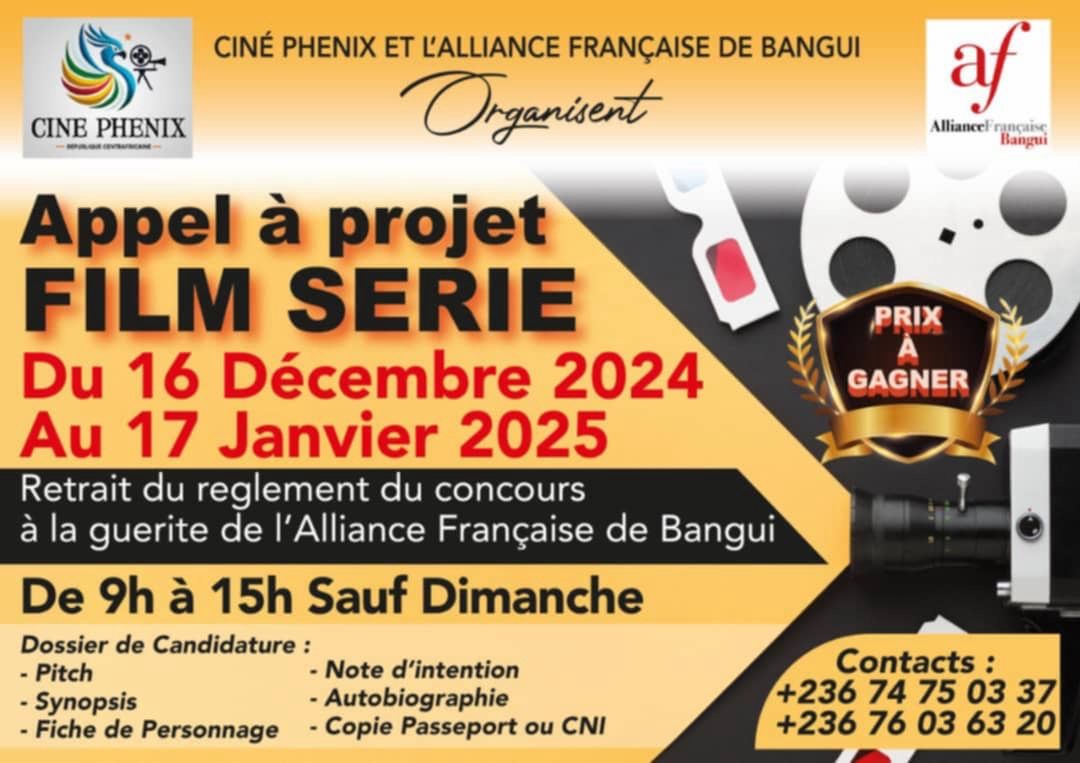 CINE PHENIX
REPUBLIQUE CENTRAFRICAINE
CINÉ PHENIX ET L'ALLIANCE FRANÇAISE DE BANGUI
Organisent
af
AllianceFrançaise
Bangui
Appel à projet
FILM SERIE
Du 16 Décembre 2024
Au 17 Janvier 2025
PRIX
À
GAGNER
Retrait du reglement du concours
à la guerite de l'Alliance Française de Bangui
De 9h à 15h Sauf Dimanche
Dossier de Candidature :
- Pitch
- Synopsis
- Fiche de Personnage
- Note d'intention
- Autobiographie
- Copie Passeport ou CNI
Contacts :
+236 74 75 03 37
+236 76 03 63 20